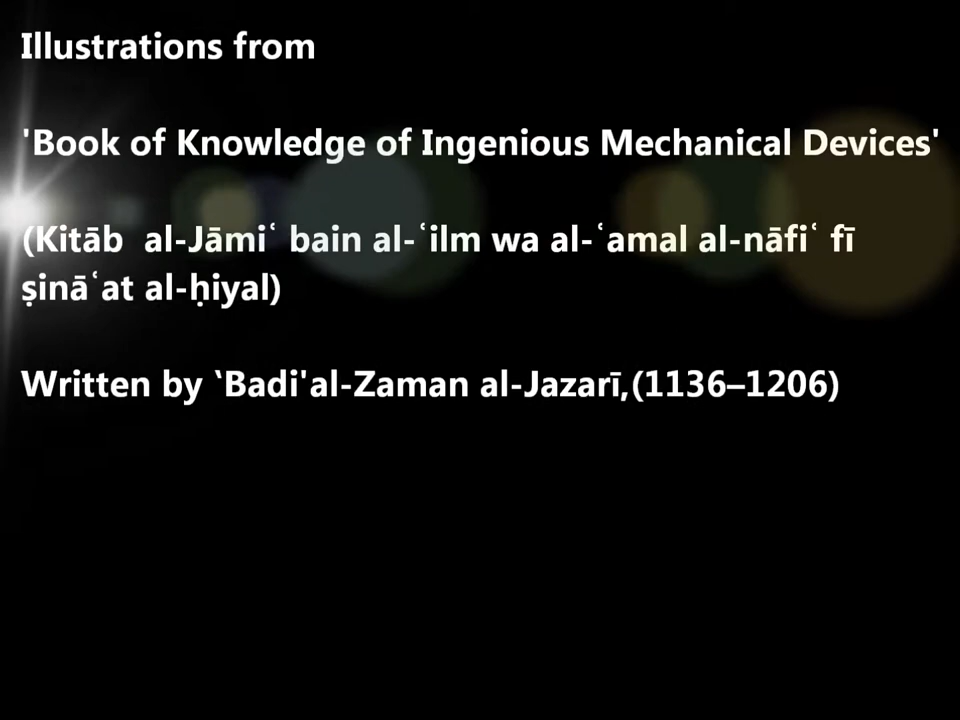 Illustrations from
'Book of Knowledge of Ingenious Mechanical Devices'
(Kitāb  al-Jāmiʿ bain al-ʿilm wa al-ʿamal al-nāfiʿ fī
ṣināʿat al-ḥiyal)
Written by ‛Badi'al-Zaman al-Jazarī,(1136–1206)